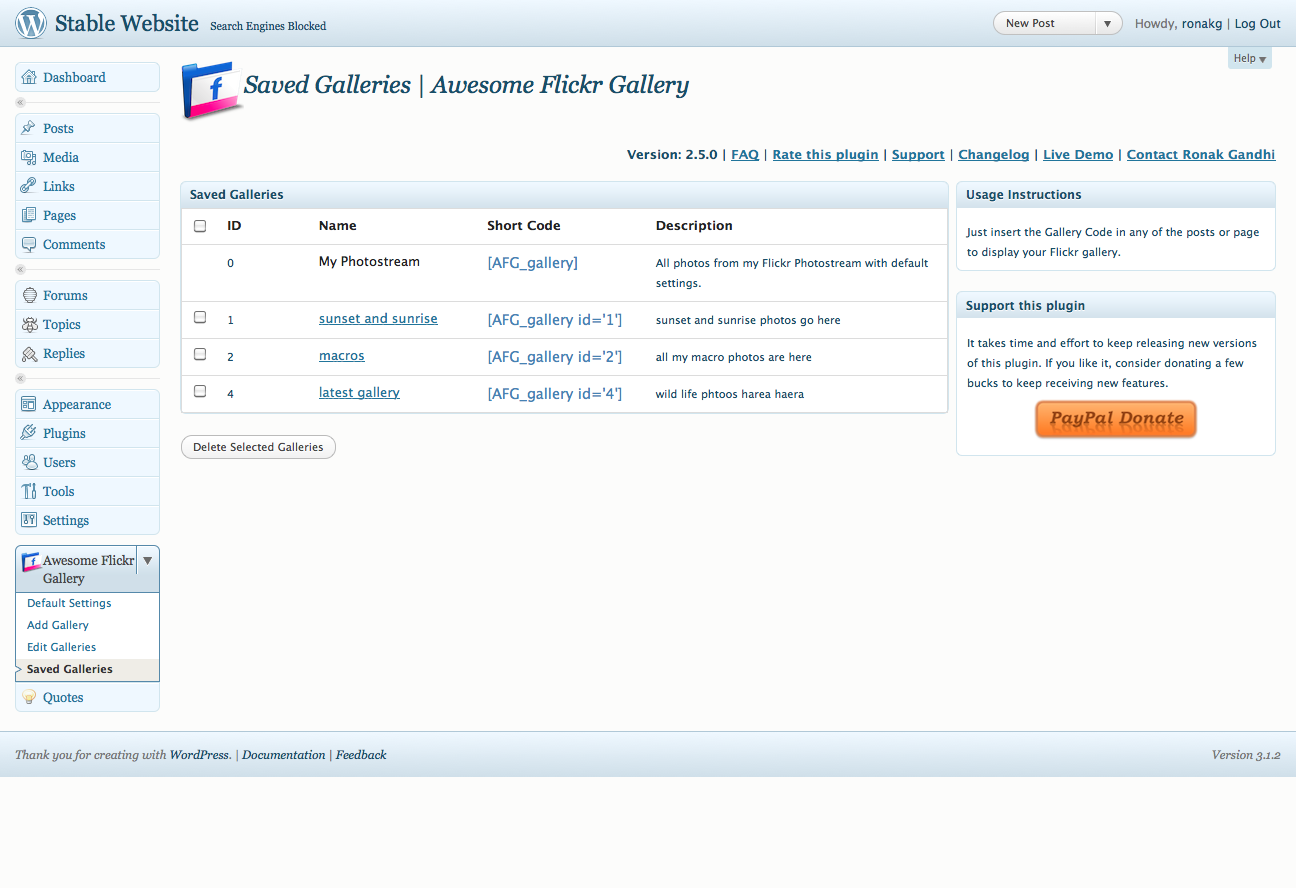 Stable Website Search Engines Blocked
New Post Howdy, ronakg | Log Out
Help
Dashboard
Posts
Media
Links
Pages
Comments
Forums
Topics
Replies
Appearance
Plugins
Users
Tools
Settings
Awesome Flickr
Gallery
Default Settings
Add Gallery
Edit Galleries
Saved Galleries
Quotes
Saved Galleries | Awesome Flickr Gallery
Version: 2.5.0 | FAQ | Rate this plugin | Support | Changelog | Live Demo | Contact Ronak Gandhi
Saved Galleries
ID Name Short Code Description
0 My Photostream [AFG_gallery] All photos from my Flickr Photostream with default
settings.
1 sunset and sunrise [AFG_gallery id='1'] sunset and sunrise photos go here
2 macros [AFG_gallery id='2'] all my macro photos are here
4 latest gallery [AFG_gallery id='4'] wild life phtoos harea haera
Delete Selected Galleries
Usage Instructions
Just insert the Gallery Code in any of the posts or page
to display your Flickr gallery.
Support this plugin
It takes time and effort to keep releasing new versions
of this plugin. If you like it, consider donating a few
bucks to keep receiving new features.
PayPal Donate
Thank you for creating with WordPress. | Documentation | Feedback
Version 3.1.2